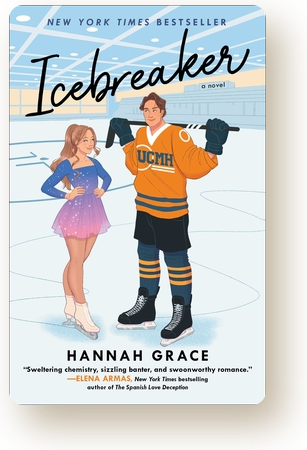 NEW YORK TIMES BESTSELLER
Icebreaker
a novel
UCMH
HANNAH GRACE
"Sweltering chemistry, sizzling banter, and swoonworthy romance."
—ELENA ARMAS, New York Times bestselling
author of The Spanish Love Deception